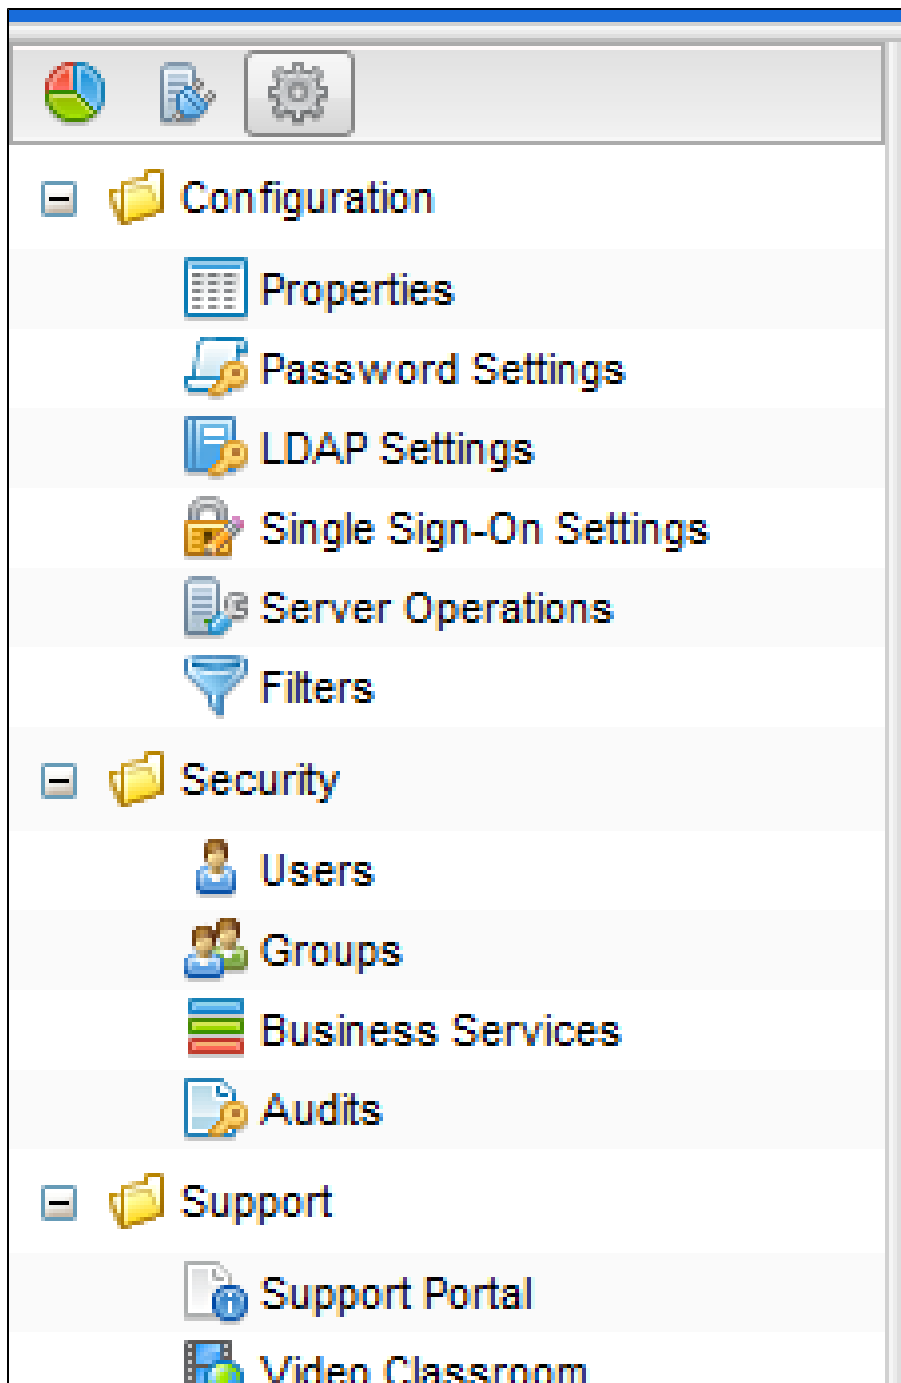 Configuration
Properties
Password Settings
LDAP Settings
Single Sign-On Settings
Server Operations
Filters
Security
Users
Groups
Business Services
Audits
Support
Support Portal
Video Classroom